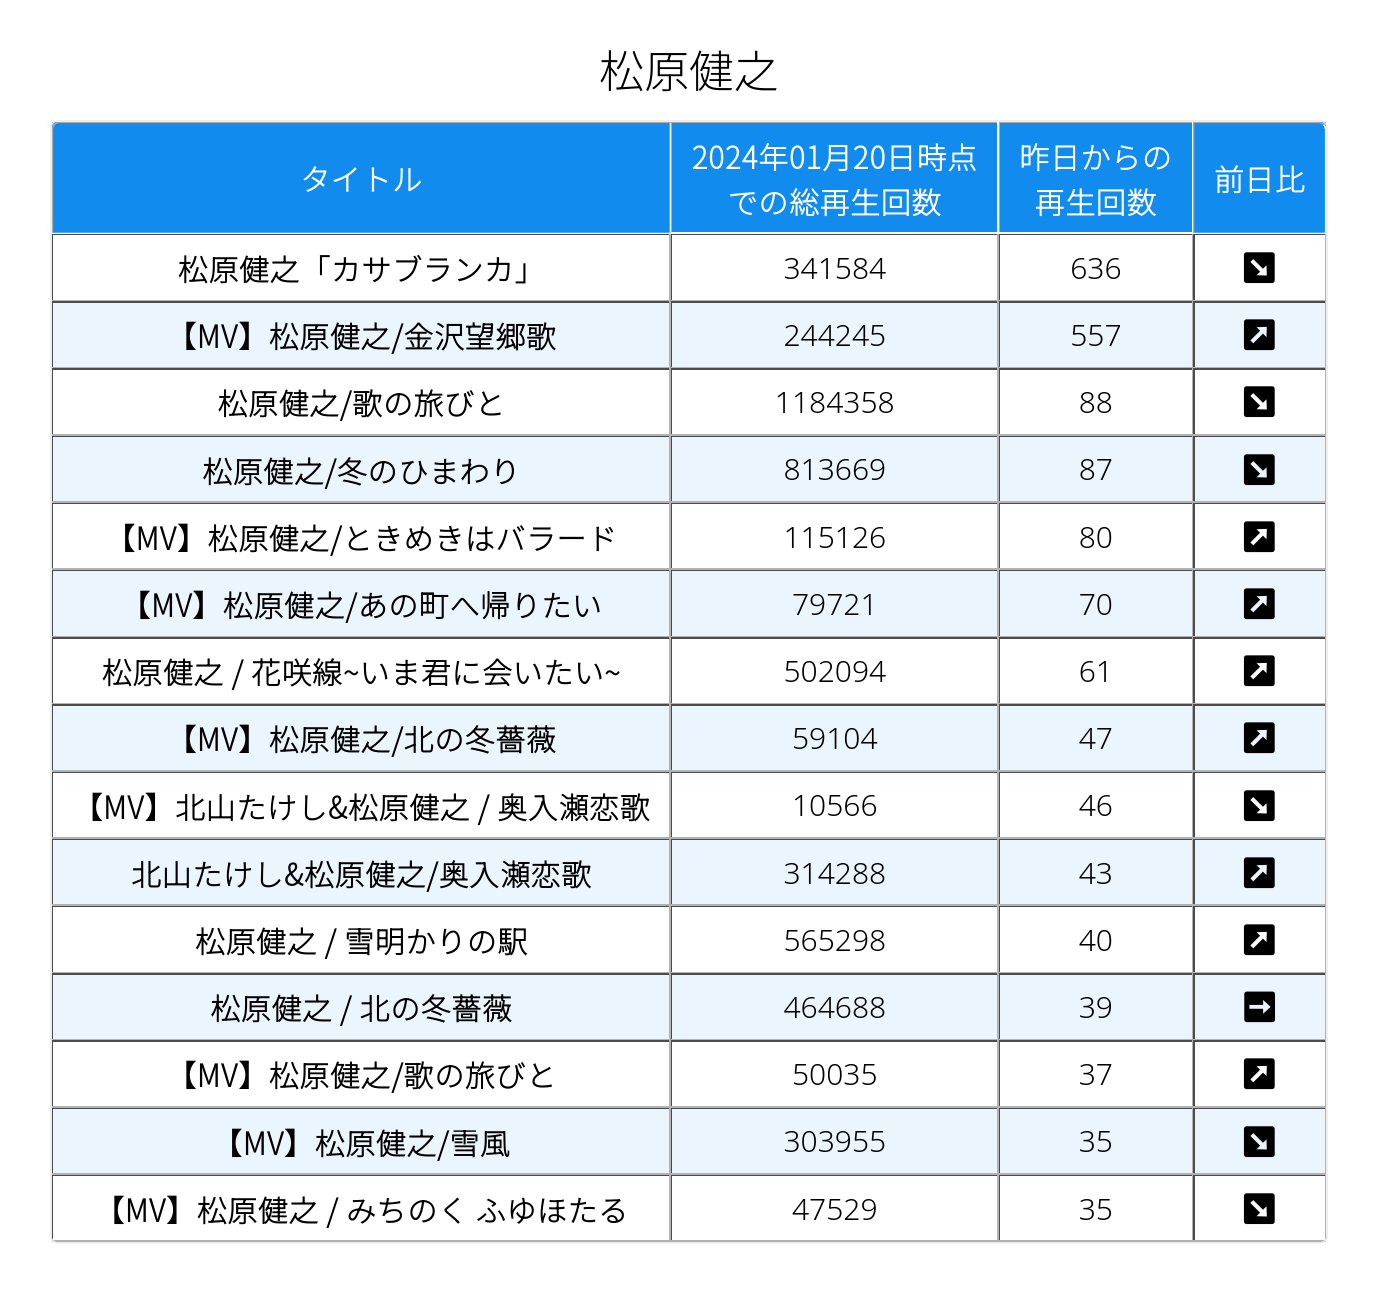 松原健之
タイトル 2024年01月20日時点での総再生回数 昨日からの再生回数 前日比
松原健之「カサブランカ」 341584 636 ↘
【MV】松原健之/金沢望郷歌 244245 557 ↗
松原健之/歌の旅びと 1184358 88 ↘
松原健之/冬のひまわり 813669 87 ↘
【MV】松原健之/ときめきはバラード 115126 80 ↗
【MV】松原健之/あの町へ帰りたい 79721 70 ↗
松原健之 / 花咲線~いま君に会いたい~ 502094 61 ↗
【MV】松原健之/北の冬薔薇 59104 47 ↗
【MV】北山たけし&松原健之 / 奥入瀬恋歌 10566 46 ↘
北山たけし&松原健之/奥入瀬恋歌 314288 43 ↗
松原健之 / 雪明かりの駅 565298 40 ↗
松原健之 / 北の冬薔薇 464688 39 →
【MV】松原健之/歌の旅びと 50035 37 ↗
【MV】松原健之/雪風 303955 35 ↘
【MV】松原健之 / みちのく ふゆほたる 47529 35 ↘